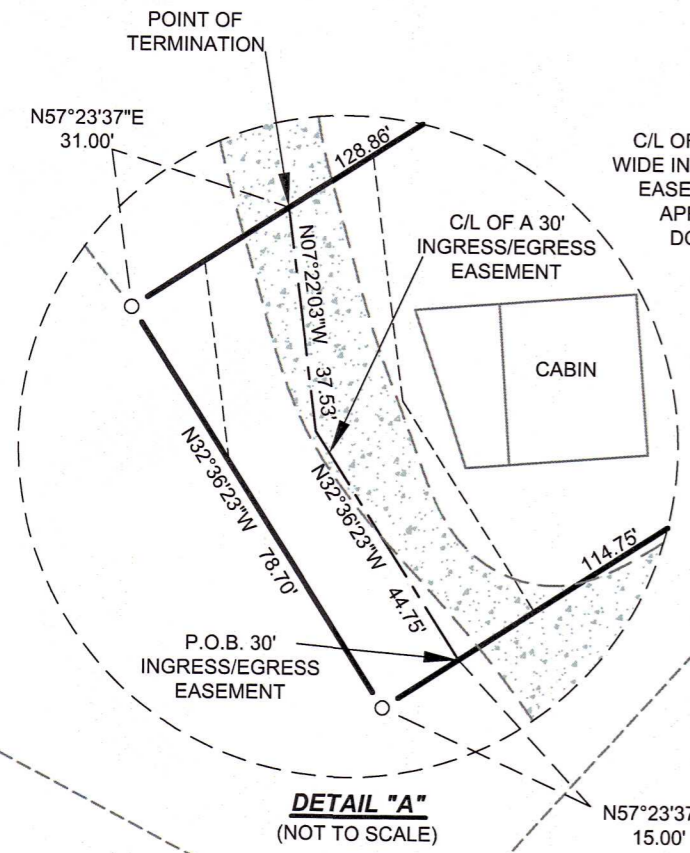 POINT OF
TERMINATION
N57°23'37"E
31.00'
128.86'
C/L OF
WIDE IN
EASE
API
DO
C/L OF A 30'
INGRESS/EGRESS
EASEMENT
N07°22'03"W 37.53'
CABIN
N32°36'23"W 78.70'
N32°36'23"W 44.75'
114.75'
P.O.B. 30'
INGRESS/EGRESS
EASEMENT
DETAIL "A"
(NOT TO SCALE)
N57°23'37
15.00'